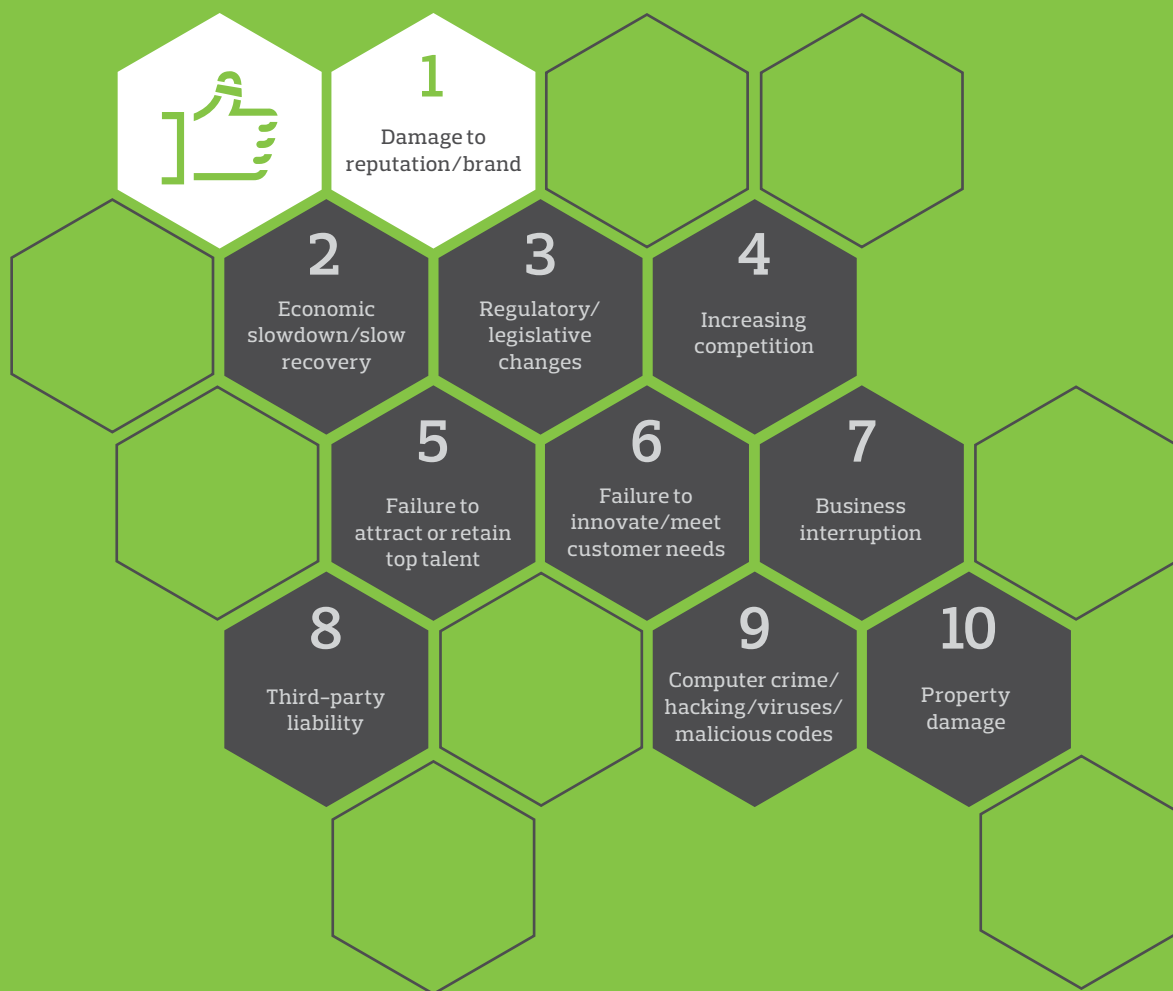 1
Damage to
reputation/brand
2
Economic
slowdown/slow
recovery
3
Regulatory/
legislative
changes
4
Increasing
competition
5
Failure to
attract or retain
top talent
6
Failure to
innovate/meet
customer needs
7
Business
interruption
8
Third-party
liability
9
Computer crime/
hacking/viruses/
malicious codes
10
Property
damage